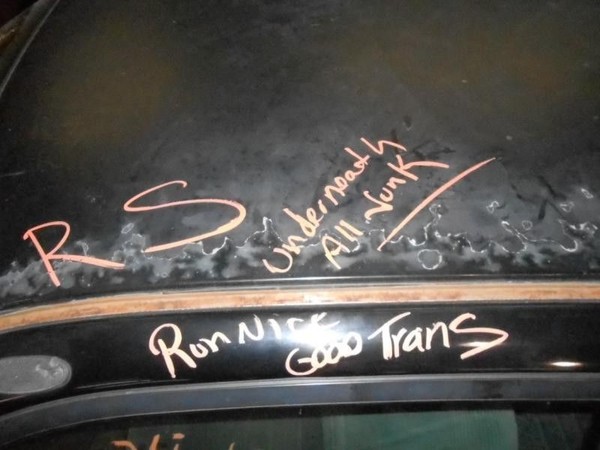 R S
underneath
All Junk
Run Nice
Good Trans